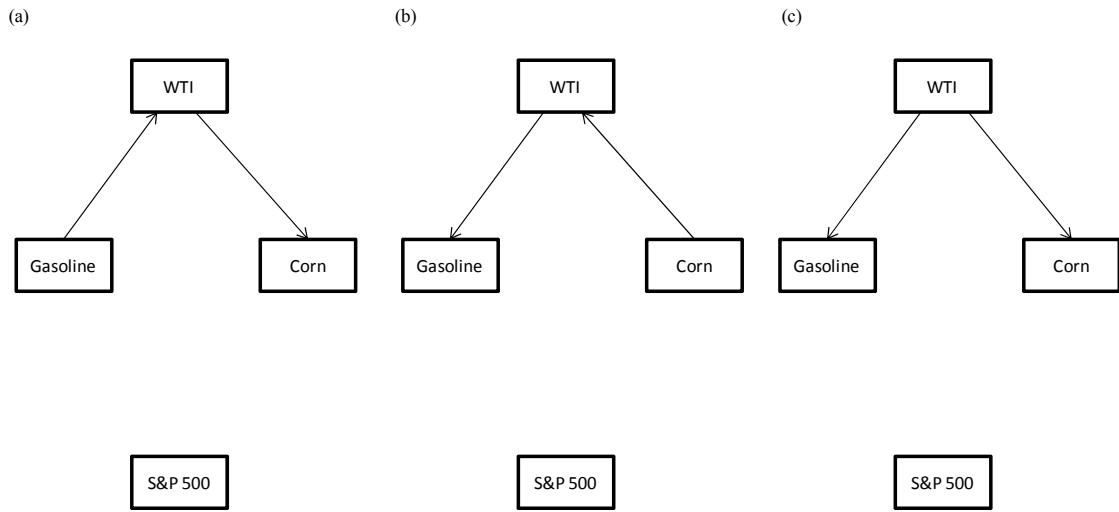 (a)
(b)
(c)
WTI
WTI
WTI
Gasoline
Corn
Gasoline
Corn
Gasoline
Corn
S&P 500
S&P 500
S&P 500